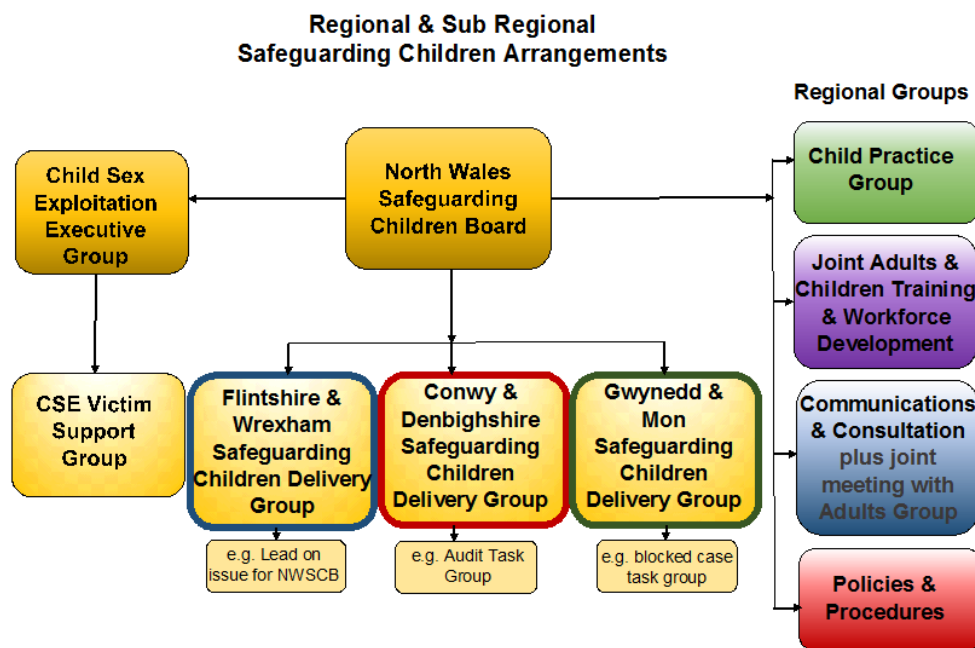 Regional & Sub Regional
Safeguarding Children Arrangements
Regional Groups
Child Sex
Exploitation
Executive
Group
North Wales
Safeguarding
Children Board
Child Practice
Group
Joint Adults &
Children Training
& Workforce
Development
CSE Victim
Support
Group
Flintshire &
Wrexham
Safeguarding
Children Delivery
Group
Conwy &
Denbighshire
Safeguarding
Children
Delivery Group
Gwynedd &
Mon
Safeguarding
Children
Delivery Group
Communications
& Consultation
plus joint
meeting with
Adults Group
e.g. Lead on
issue for NWSCB
e.g. Audit Task
Group
e.g. blocked case
task group
Policies &
Procedures